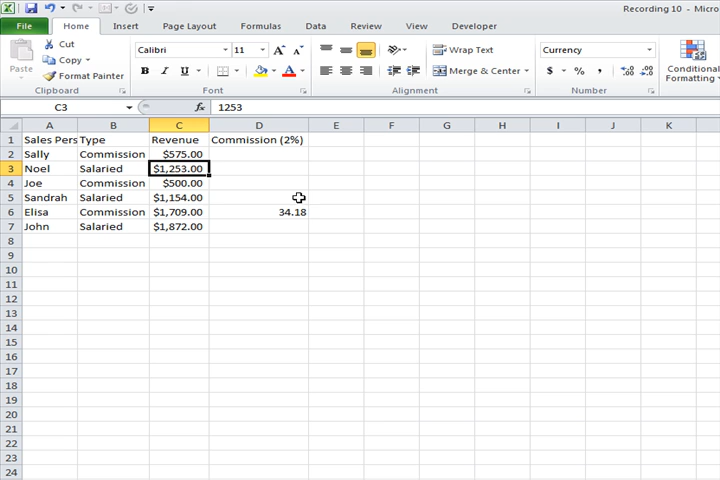 Recording 10 - Micro
File Home Insert Page Layout Formulas Data Review View Developer
Cut
Copy
Format Painter
Paste
Clipboard
Calibri 11 A A
B I U A
Font
Wrap Text
Merge & Center
Alignment
Currency
$ % , .00
Number
Conditional
Formatting
C3 fx 1253
A B C D E F G H I J K
1 Sales Pers Type Revenue Commission (2%)
2 Sally Commission $575.00
3 Noel Salaried $1,253.00
4 Joe Commission $500.00
5 Sandrah Salaried $1,154.00
6 Elisa Commission $1,709.00 34.18
7 John Salaried $1,872.00
8
9
10
11
12
13
14
15
16
17
18
19
20
21
22
23
24